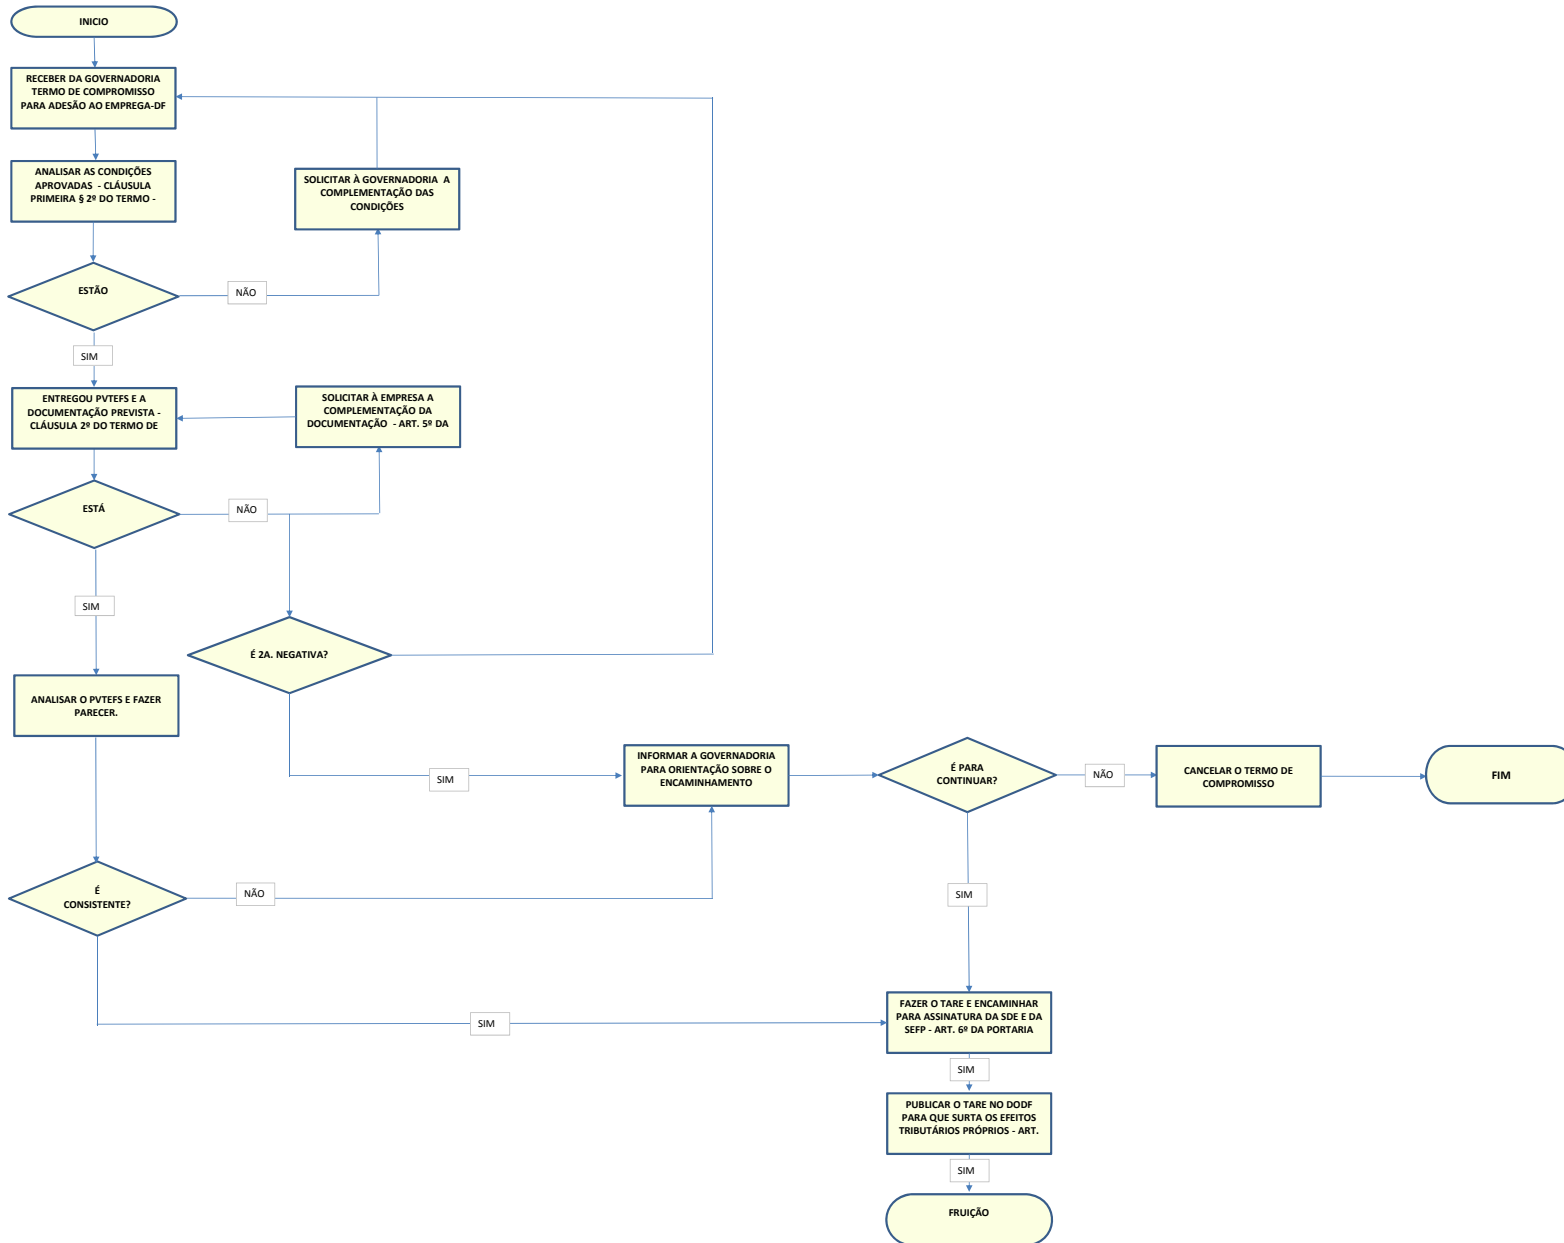 INICIO
RECEBER DA GOVERNADORIA
TERMO DE COMPROMISSO
PARA ADESÃO AO EMPREGA-DF
ANALISAR AS CONDIÇÕES
APROVADAS - CLÁUSULA
PRIMEIRA § 2º DO TERMO -
SOLICITAR À GOVERNADORIA A
COMPLEMENTAÇÃO DAS
CONDIÇÕES
ESTÃO
NÃO
SIM
ENTREGOU PVTEFS E A
DOCUMENTAÇÃO PREVISTA -
CLÁUSULA 2º DO TERMO DE
SOLICITAR À EMPRESA A
COMPLEMENTAÇÃO DA
DOCUMENTAÇÃO - ART. 5º DA
ESTÁ
NÃO
SIM
É 2A. NEGATIVA?
ANALISAR O PVTEFS E FAZER
PARECER.
SIM
INFORMAR A GOVERNADORIA
PARA ORIENTAÇÃO SOBRE O
ENCAMINHAMENTO
É PARA
CONTINUAR?
NÃO
CANCELAR O TERMO DE
COMPROMISSO
FIM
É
CONSISTENTE?
NÃO
SIM
SIM
FAZER O TARE E ENCAMINHAR
PARA ASSINATURA DA SDE E DA
SEFP - ART. 6º DA PORTARIA
SIM
PUBLICAR O TARE NO DODF
PARA QUE SURTA OS EFEITOS
TRIBUTÁRIOS PRÓPRIOS - ART.
SIM
FRUIÇÃO